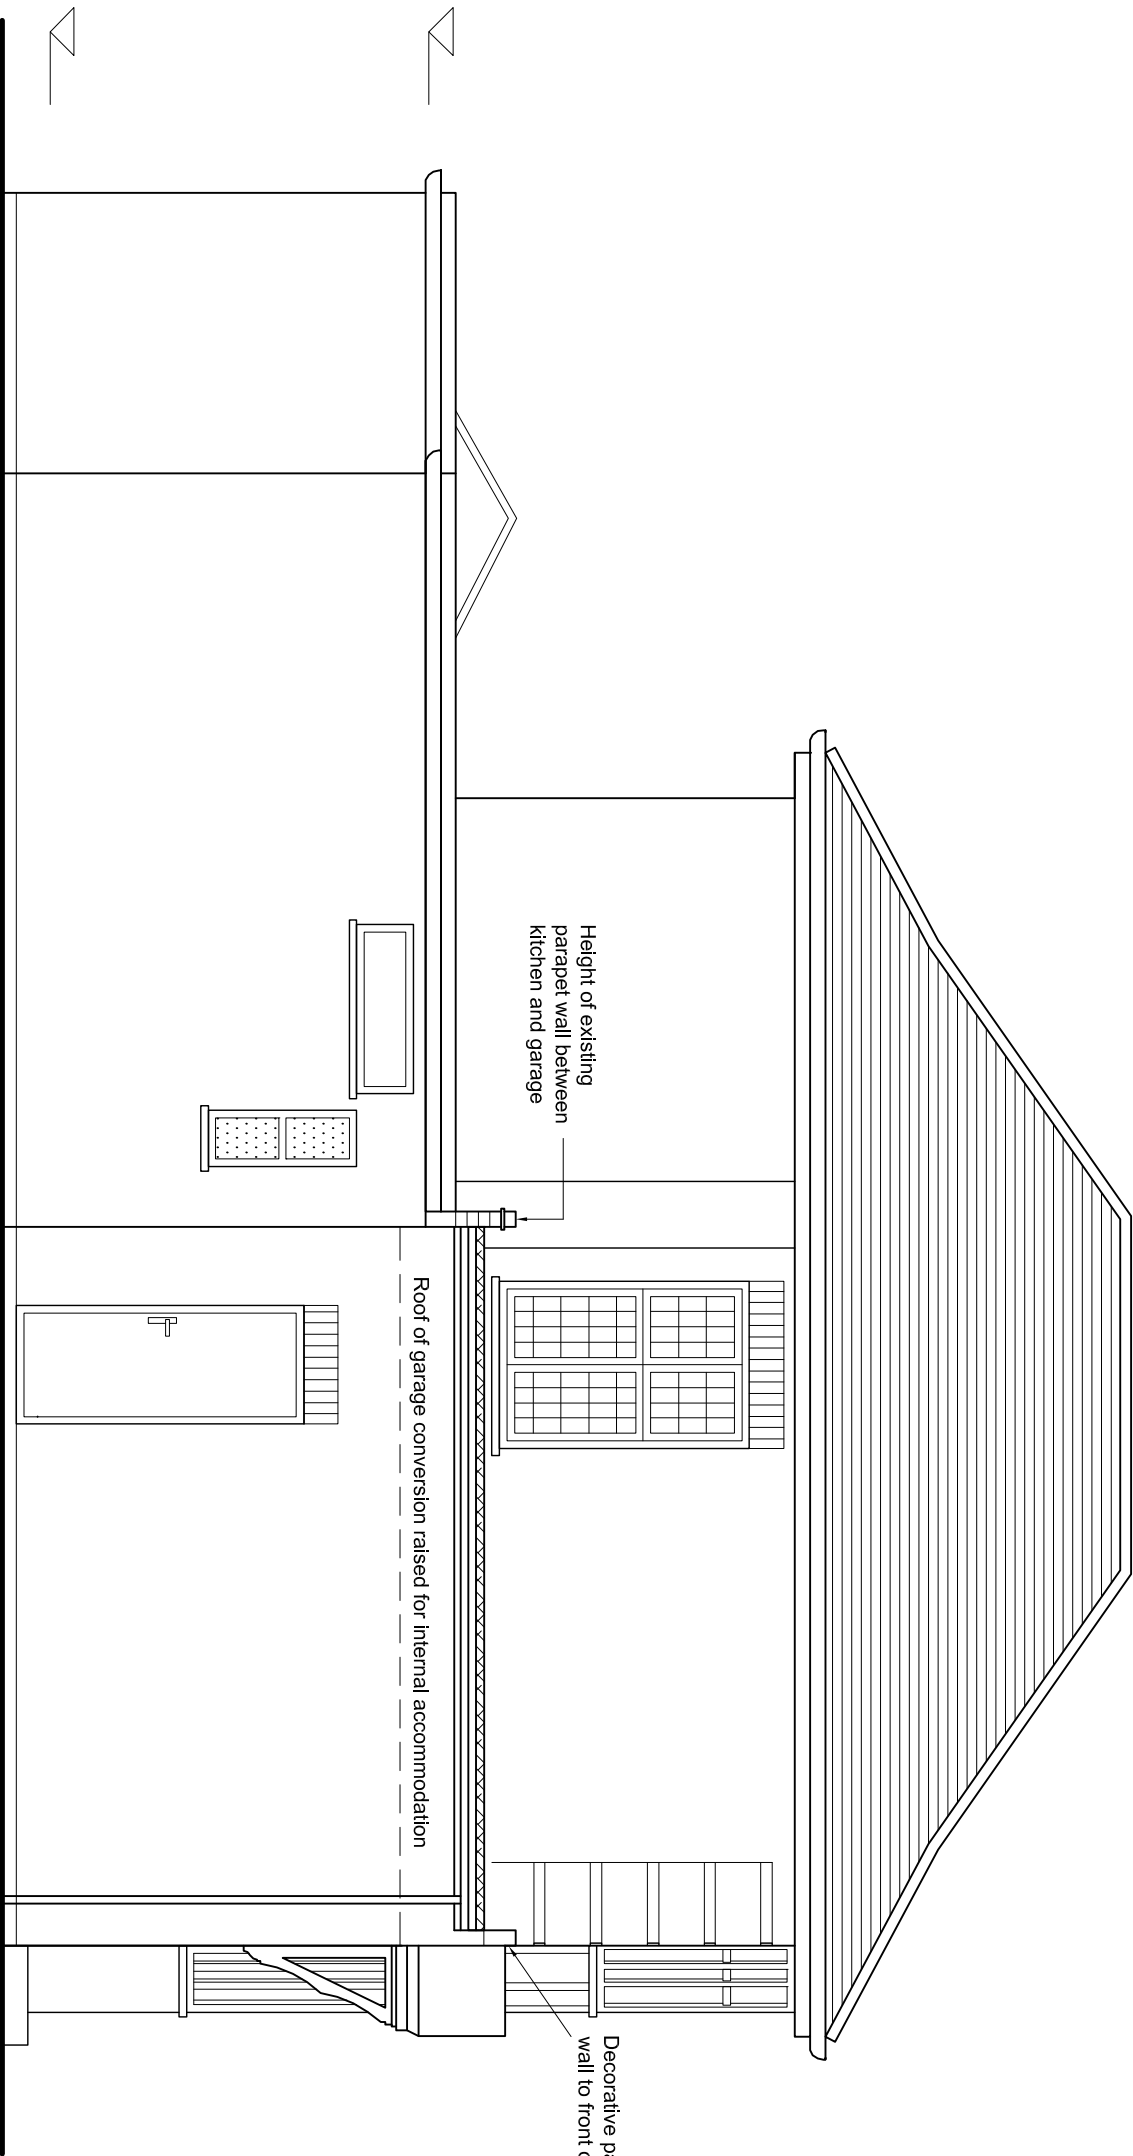 Height of existing
parapet wall between
kitchen and garage
Roof of garage conversion raised for internal accommodation
Decorative
wall to front